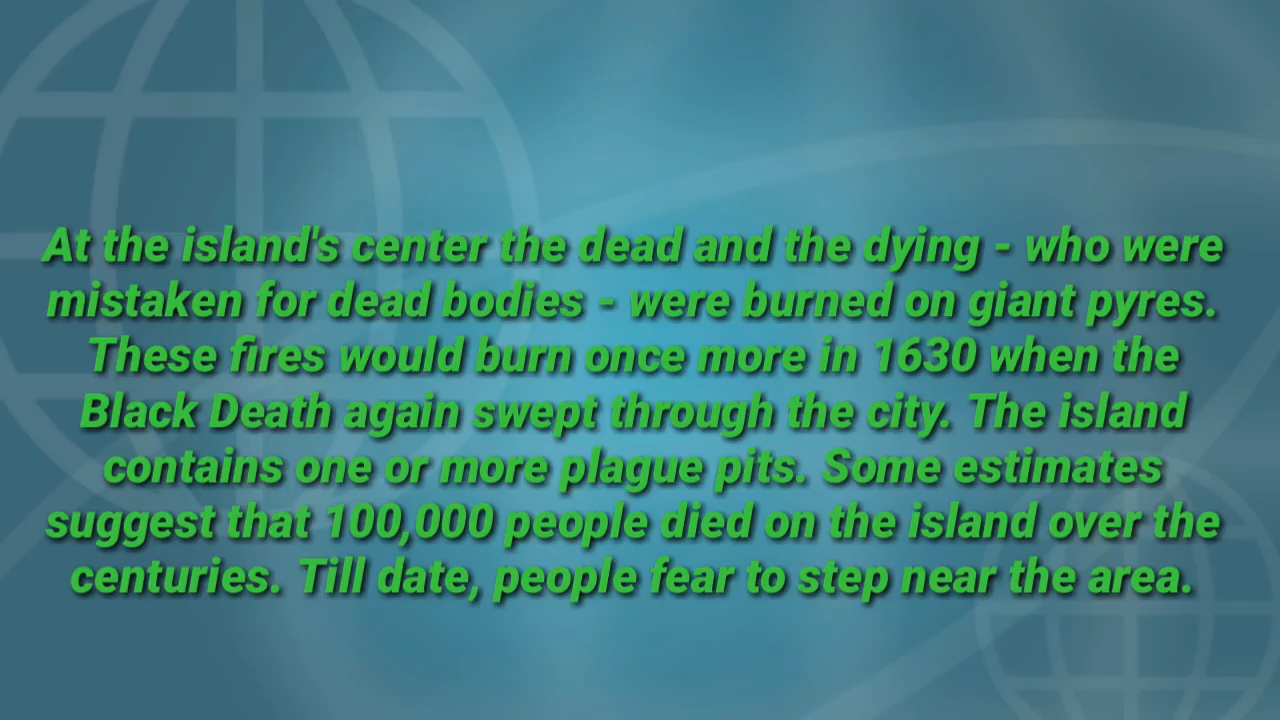 At the island's center the dead and the dying - who were
mistaken for dead bodies - were burned on giant pyres.
These fires would burn once more in 1630 when the
Black Death again swept through the city. The island
contains one or more plague pits. Some estimates
suggest that 100,000 people died on the island over the
centuries. Till date, people fear to step near the area.